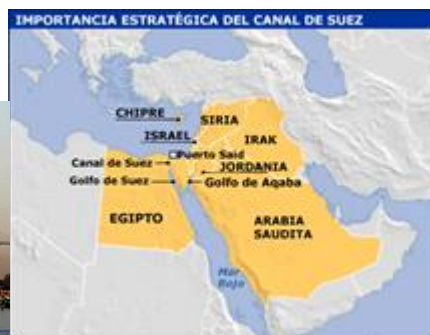 IMPORTANCIA ESTRATÉGICA DEL CANAL DE SUEZ
CHIPRE
SIRIA
ISRAEL
IRAK
Puerto Said
Canal de Suez
JORDANIA
Golfo de Suez
Golfo de Aqaba
EGIPTO
ARABIA
SAUDITA
Mar
Rojo